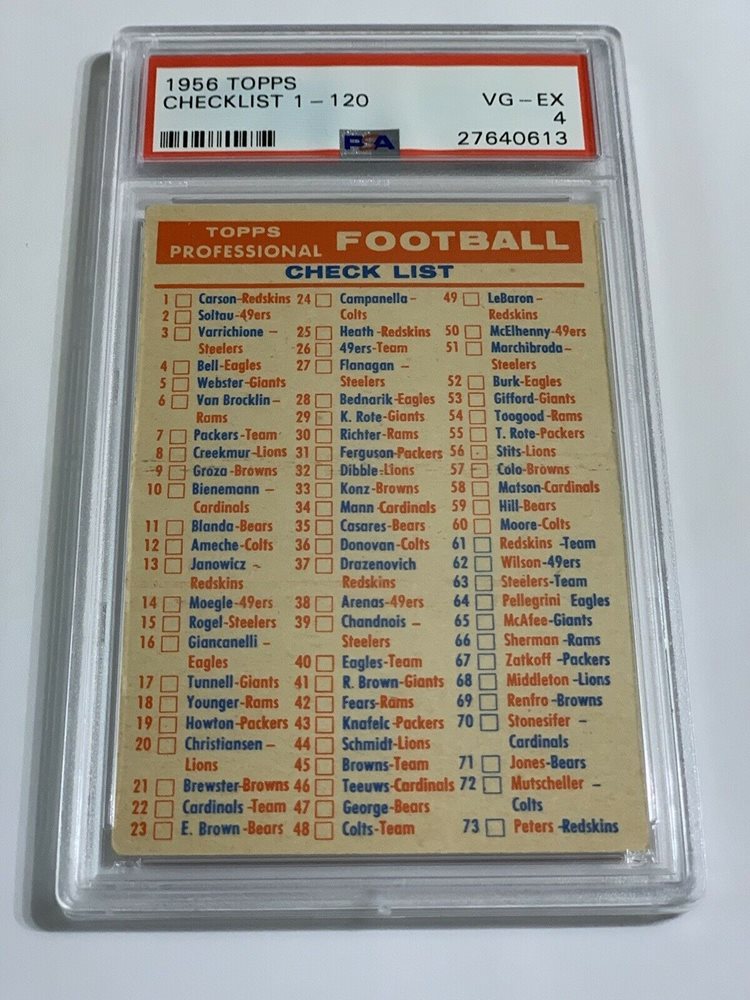 1956 TOPPS
CHECKLIST 1 - 120
VG - EX
4
27640613
PSA
TOPPS
PROFESSIONAL FOOTBALL
CHECK LIST
1 Carson-Redskins
2 Soltau-49ers
3 Varrichione -
Steelers
4 Bell-Eagles
5 Webster-Giants
6 Van Brocklin -
Rams
7 Packers-Team
8 Creekmur-Lions
9 Groza-Browns
10 Bienemann -
Cardinals
11 Blanda-Bears
12 Ameche-Colts
13 Janowicz -
Redskins
14 Moegle-49ers
15 Rogel-Steelers
16 Giancanelli -
Eagles
17 Tunnell-Giants
18 Younger-Rams
19 Howton-Packers
20 Christiansen -
Lions
21 Brewster-Browns
22 Cardinals -Team
23 E. Brown -Bears
24 Campanella -
Colts
25 Heath -Redskins
26 49ers-Team
27 Flanagan -
Steelers
28 Bednarik-Eagles
29 K. Rote-Giants
30 Richter-Rams
31 Ferguson-Packers
32 Dibble-Lions
33 Konz-Browns
34 Mann-Cardinals
35 Casares-Bears
36 Donovan-Colts
37 Drazenovich
Redskins
38 Arenas-49ers
39 Chandnois -
Steelers
40 Eagles-Team
41 R. Brown-Giants
42 Fears-Rams
43 Knafelc-Packers
44 Schmidt-Lions
45 Browns-Team
46 Teeuws-Cardinals
47 George-Bears
48 Colts-Team
49 LeBaron -
Redskins
50 McElhenny-49ers
51 Marchibroda -
Steelers
52 Burk-Eagles
53 Gifford-Giants
54 Toogood -Rams
55 T. Rote-Packers
56 Stits-Lions
57 Colo-Browns
58 Matson-Cardinals
59 Hill-Bears
60 Moore-Colts
61 Redskins -Team
62 Wilson-49ers
63 Steelers-Team
64 Pellegrini Eagles
65 McAfee-Giants
66 Sherman -Rams
67 Zatkoff -Packers
68 Middleton -Lions
69 Renfro-Browns
70 Stonesifer -
Cardinals
71 Jones-Bears
72 Mutscheller -
Colts
73 Peters -Redskins